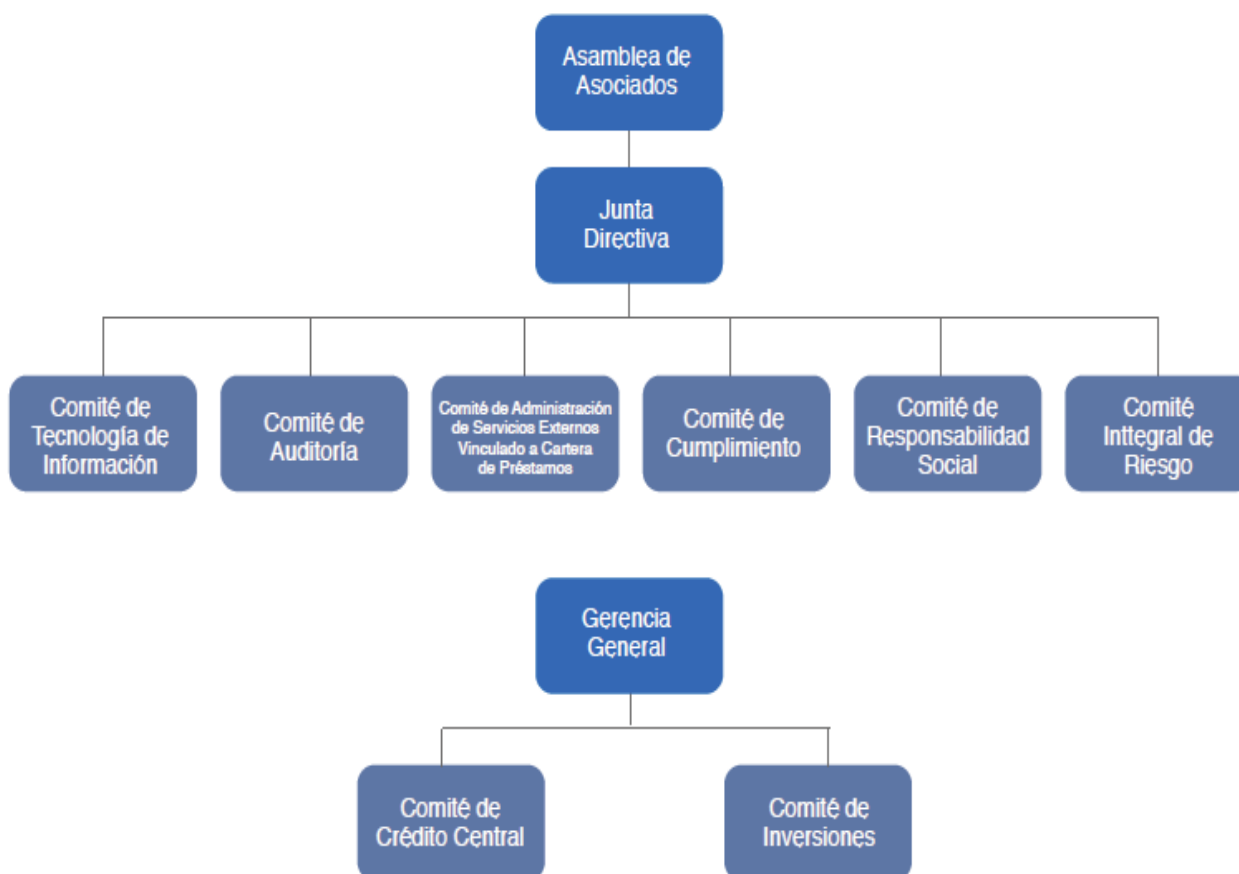 Asamblea de
Asociados
Junta
Directiva
Comité de
Tecnología de
Información
Comité de
Auditoría
Comité de Administración
de Servicios Externos
Vinculado a Cartera
de Préstamos
Comité de
Cumplimiento
Comité de
Responsabilidad
Social
Comité
Inttegral de
Riesgo
Gerencia
General
Comité de
Crédito Central
Comité de
Inversiones